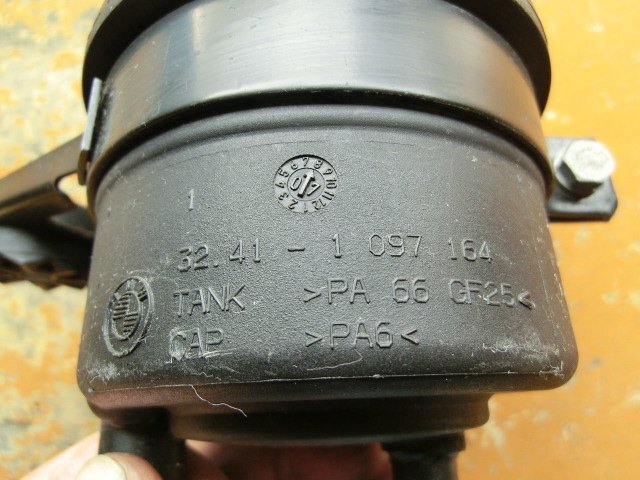 1
32.41 - 1 097 164
TANK >PA 66 GF25<
CAP >PA6<